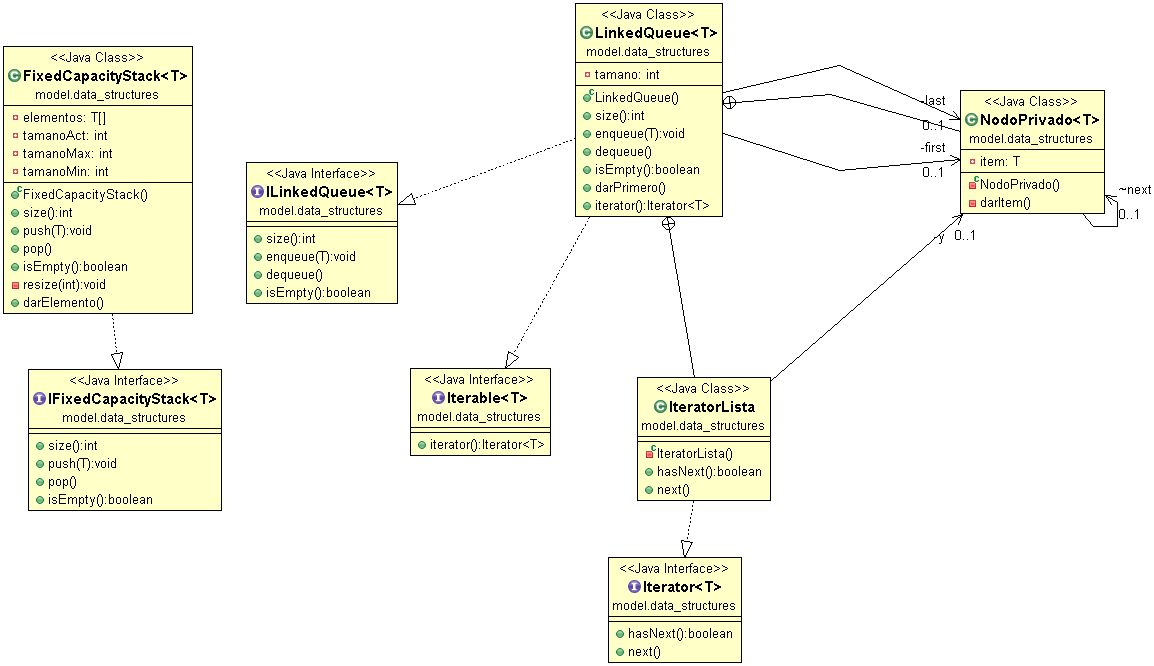 <<Java Class>>
FixedCapacityStack<T>
model.data_structures
elementos: T[]
tamanoAct: int
tamanoMax: int
tamanoMin: int
FixedCapacityStack()
size():int
push(T):void
pop()
isEmpty():boolean
resize(int):void
darElemento()
<<Java Interface>>
IFixedCapacityStack<T>
model.data_structures
size():int
push(T):void
pop()
isEmpty():boolean
<<Java Interface>>
ILinkedQueue<T>
model.data_structures
size():int
enqueue(T):void
dequeue()
isEmpty():boolean
<<Java Class>>
LinkedQueue<T>
model.data_structures
tamano: int
LinkedQueue()
size():int
enqueue(T):void
dequeue()
isEmpty():boolean
darPrimero()
iterator():Iterator<T>
-last
0..1
-first
0..1
<<Java Class>>
NodoPrivado<T>
model.data_structures
item: T
NodoPrivado()
darItem()
~next
0..1
-y
0..1
<<Java Interface>>
Iterable<T>
model.data_structures
iterator():Iterator<T>
<<Java Class>>
IteratorLista
model.data_structures
IteratorLista()
hasNext():boolean
next()
<<Java Interface>>
Iterator<T>
model.data_structures
hasNext():boolean
next()